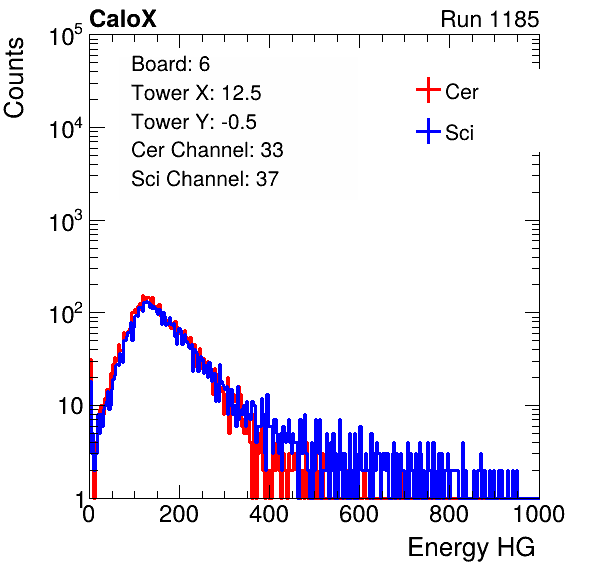 CaloX Run 1185
Counts
10^5
10^4
10^3
10^2
10
1
Board: 6
Tower X: 12.5
Tower Y: -0.5
Cer Channel: 33
Sci Channel: 37
Cer
Sci
0 200 400 600 800 1000
Energy HG